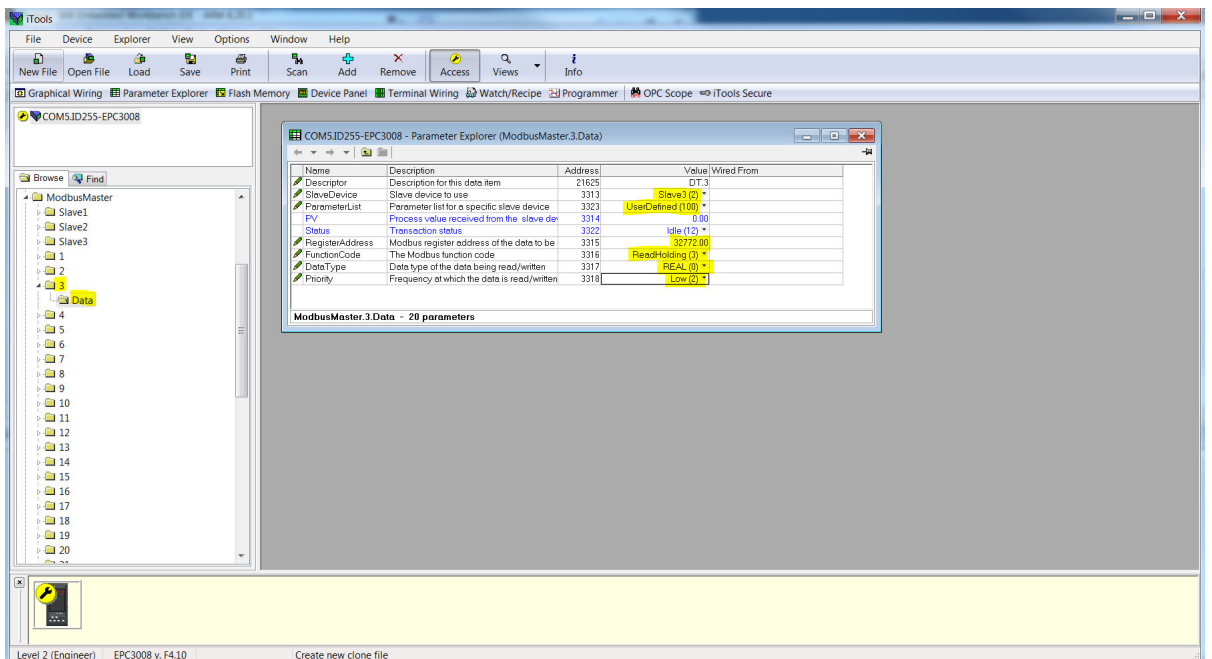 iTools
File Device Explorer View Options Window Help
New File Open File Load Save Print Scan Add Remove Access Views Info
Graphical Wiring Parameter Explorer Flash Memory Device Panel Terminal Wiring Watch/Recipe Programmer OPC Scope iTools Secure
COM5.ID255-EPC3008
Browse Find
ModbusMaster
Slave1
Slave2
Slave3
1
2
3
Data
4
5
6
7
8
9
10
11
12
13
14
15
16
17
18
19
20
COM5.ID255-EPC3008 - Parameter Explorer (ModbusMaster.3.Data)
Name Description Address Value Wired From
Descriptor Description for this data item 21625 DT.3
SlaveDevice Slave device to use 3313 Slave3 (2)
ParameterList Parameter list for a specific slave device 3323 UserDefined (100)
PV Process value received from the slave de 3314 0.00
Status Transaction status 3322 Idle (12)
RegisterAddress Modbus register address of the data to be 3315 32772.00
FunctionCode The Modbus function code 3316 ReadHolding (3)
DataType Data type of the data being read/written 3317 REAL (0)
Priority Frequency at which the data is read/written 3318 Low (2)
ModbusMaster.3.Data - 20 parameters
Level 2 (Engineer) EPC3008 v. F4.10 Create new clone file